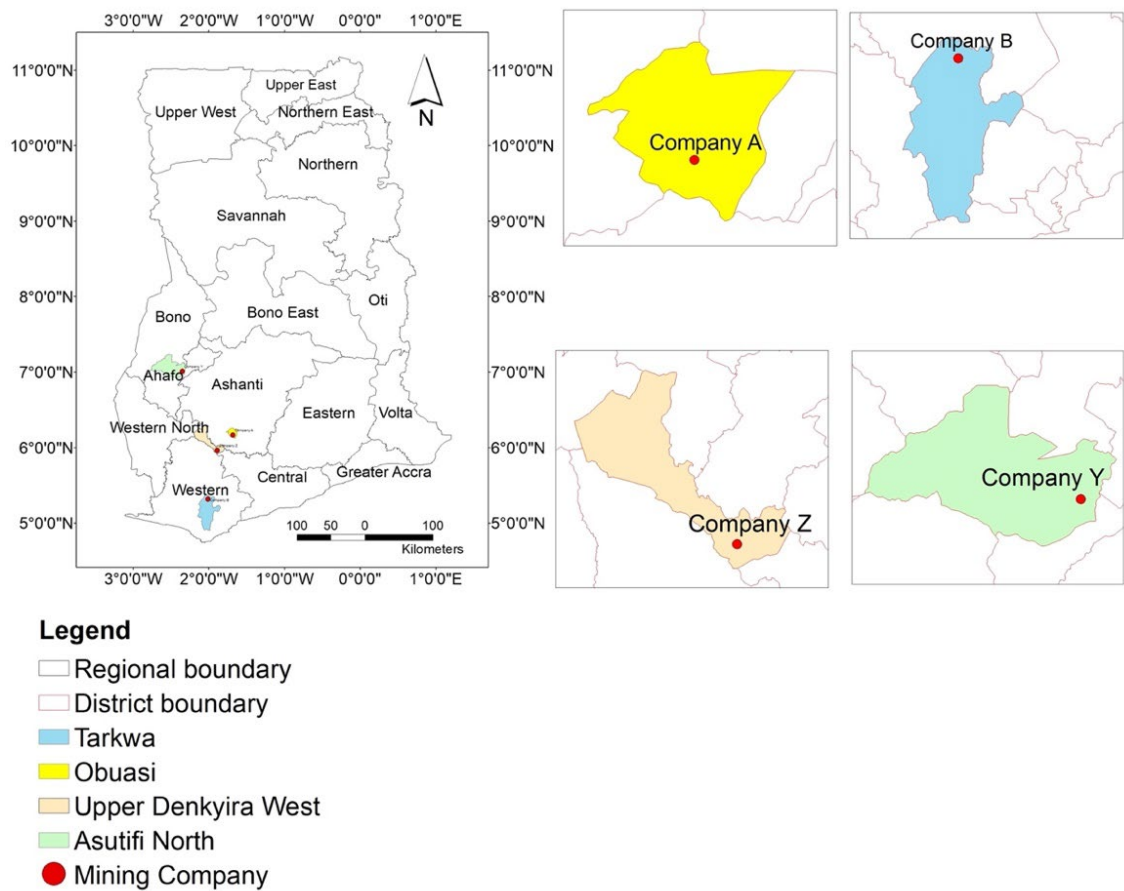 3°0'0"W 2°0'0"W 1°0'0"W 0°0'0" 1°0'0"E
11°0'0"N
10°0'0"N
9°0'0"N
8°0'0"N
7°0'0"N
6°0'0"N
5°0'0"N
N
Upper East
Upper West
Northern East
Northern
Savannah
Oti
Bono
Bono East
Ahafo
Ashanti
Eastern
Volta
Western North
Central
Greater Accra
Western
100 50 0 100
Kilometers
11°0'0"N
10°0'0"N
9°0'0"N
8°0'0"N
7°0'0"N
6°0'0"N
5°0'0"N
3°0'0"W 2°0'0"W 1°0'0"W 0°0'0" 1°0'0"E
Company A
Company B
Company Z
Company Y
Legend
Regional boundary
District boundary
Tarkwa
Obuasi
Upper Denkyira West
Asutifi North
Mining Company